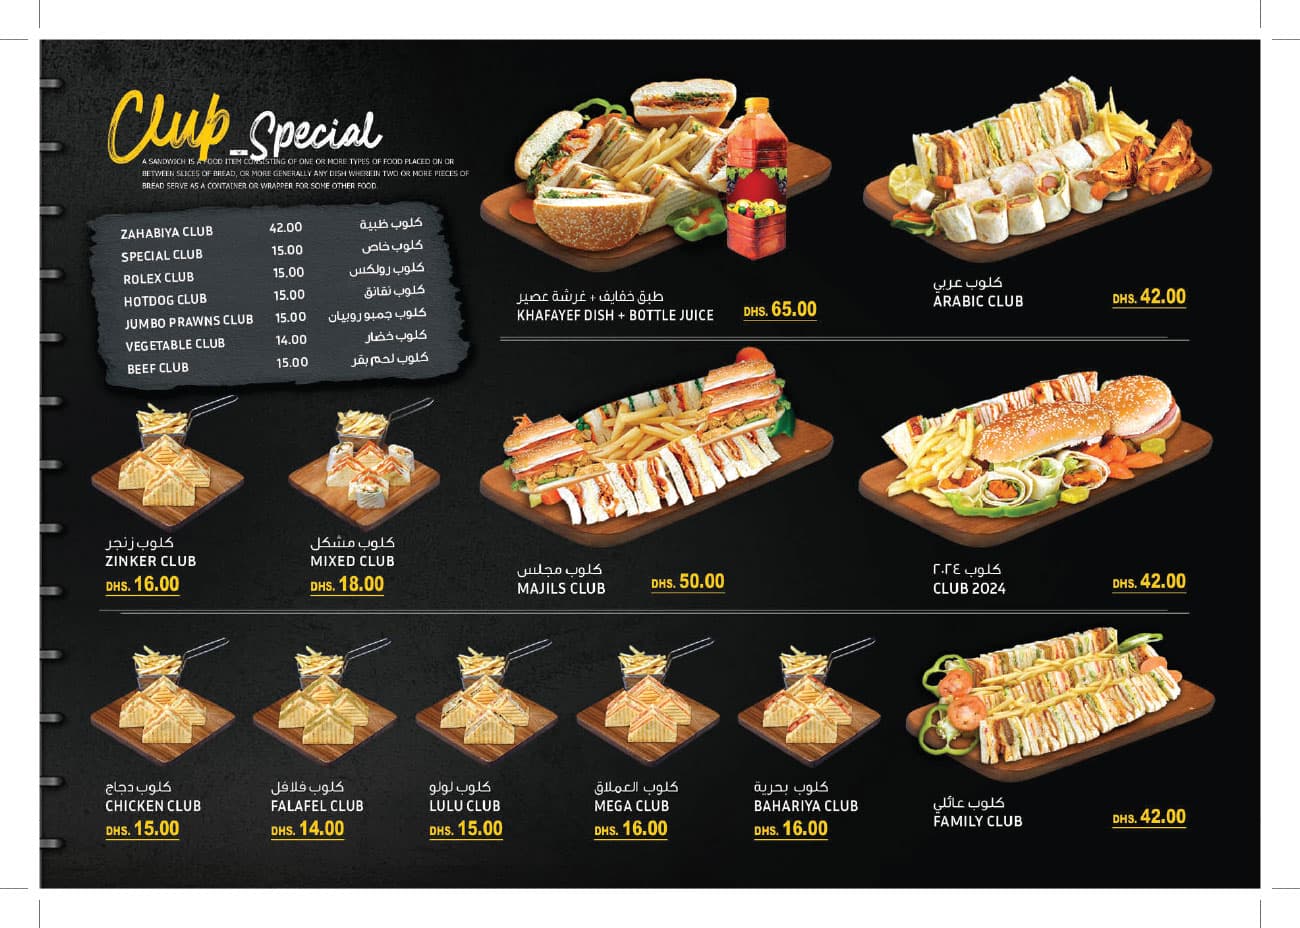 Club_Special
A SANDWICH IS A FOOD ITEM CONSISTING OF ONE OR MORE TYPES OF FOOD PLACED ON OR
BETWEEN SLICES OF BREAD, OR MORE GENERALLY ANY DISH WHEREIN TWO OR MORE PIECES OF
BREAD SERVE AS A CONTAINER OR WRAPPER FOR SOME OTHER FOOD.
ZAHABIYA CLUB 42.00 كلوب ظبية
SPECIAL CLUB 15.00 كلوب خاص
ROLEX CLUB 15.00 كلوب رولكس
HOTDOG CLUB 15.00 كلوب نقانق
JUMBO PRAWNS CLUB 15.00 كلوب جمبو روبيان
VEGETABLE CLUB 14.00 كلوب خضار
BEEF CLUB 15.00 كلوب لحم بقر
طبق خفايف + غرشة عصير
KHAFAYEF DISH + BOTTLE JUICE DHS. 65.00
كلوب عربي
ARABIC CLUB DHS. 42.00
كلوب زنجر
ZINKER CLUB
DHS. 16.00
كلوب مشكل
MIXED CLUB
DHS. 18.00
كلوب مجلس
MAJILS CLUB DHS. 50.00
كلوب ٢٠٢٤
CLUB 2024 DHS. 42.00
كلوب دجاج
CHICKEN CLUB
DHS. 15.00
كلوب فلافل
FALAFEL CLUB
DHS. 14.00
كلوب لولو
LULU CLUB
DHS. 15.00
كلوب العملاق
MEGA CLUB
DHS. 16.00
كلوب بحرية
BAHARIYA CLUB
DHS. 16.00
كلوب عائلي
FAMILY CLUB DHS. 42.00